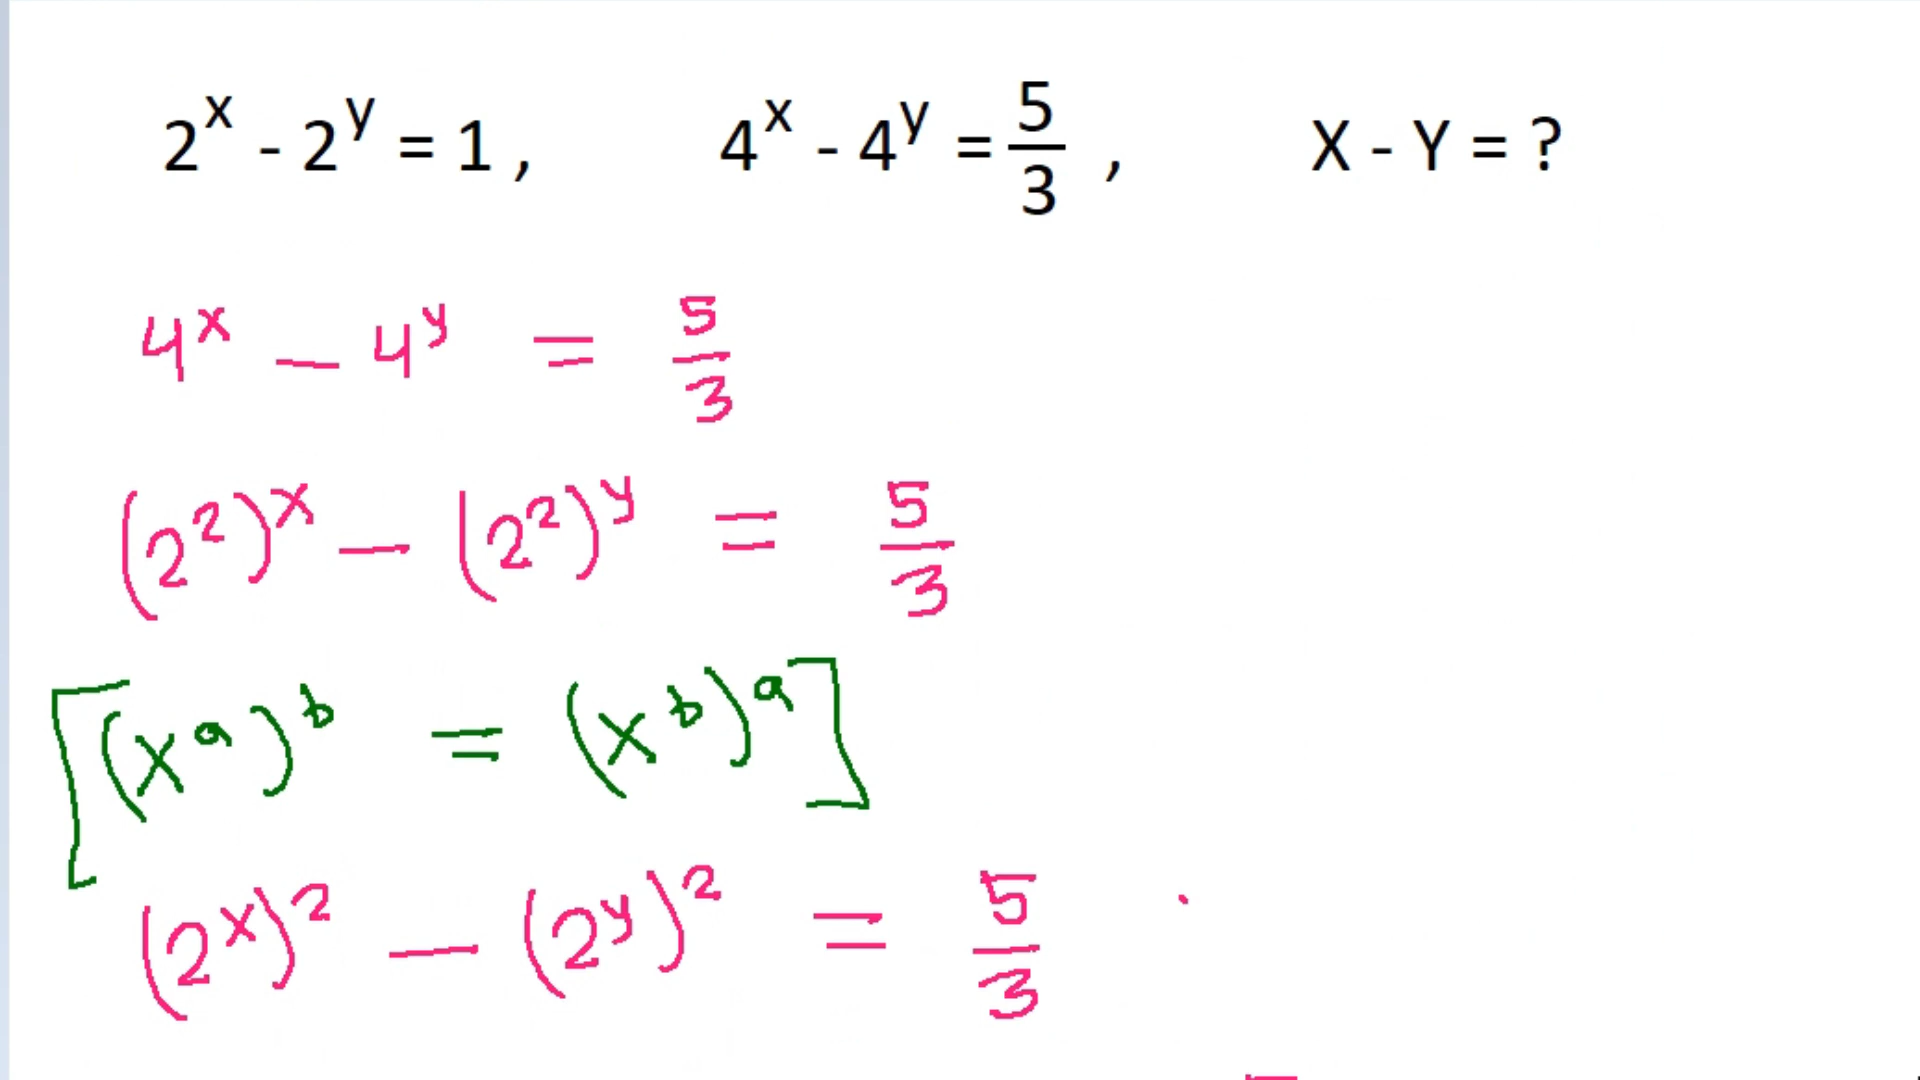 2^x - 2^y = 1 , 4^x - 4^y = 5/3 , X - Y = ?
4^x - 4^y = 5/3
(2^2)^x - (2^2)^y = 5/3
[(x^a)^b = (x^b)^a]
(2^x)^2 - (2^y)^2 = 5/3